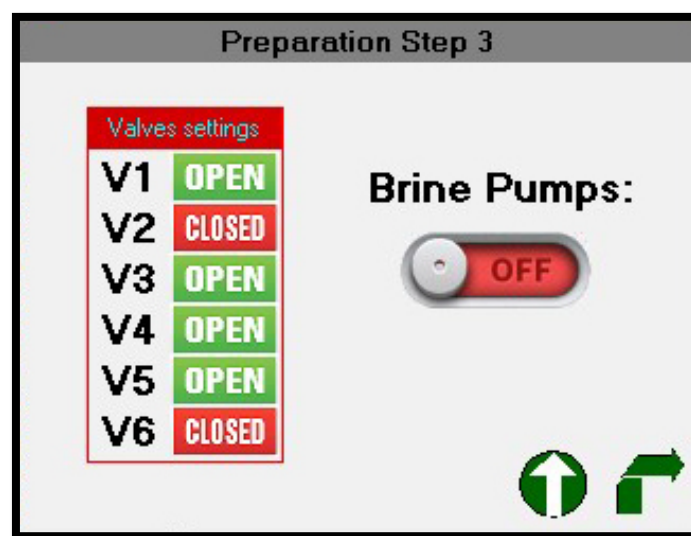 Preparation Step 3
Valves settings
V1 OPEN
V2 CLOSED
V3 OPEN
V4 OPEN
V5 OPEN
V6 CLOSED
Brine Pumps:
OFF